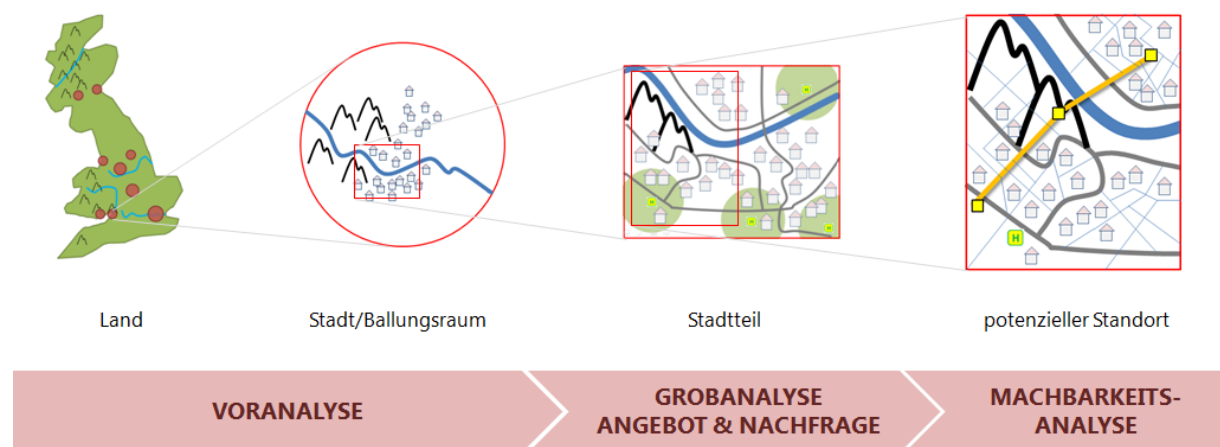 H
H
H
H
H
Land
Stadt/Ballungsraum
Stadtteil
potenzieller Standort
VORANALYSE
GROBANALYSE
ANGEBOT & NACHFRAGE
MACHBARKEITS-
ANALYSE